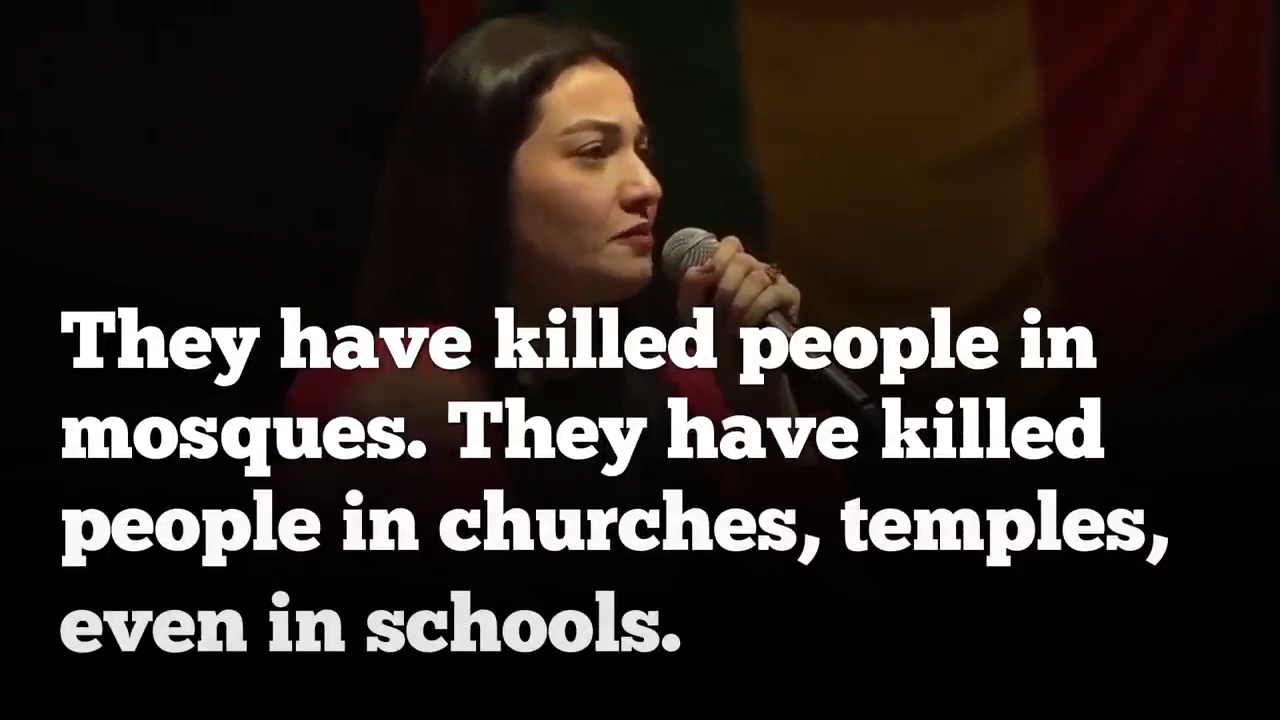 They have killed people in
mosques. They have killed
people in churches, temples,
even in schools.